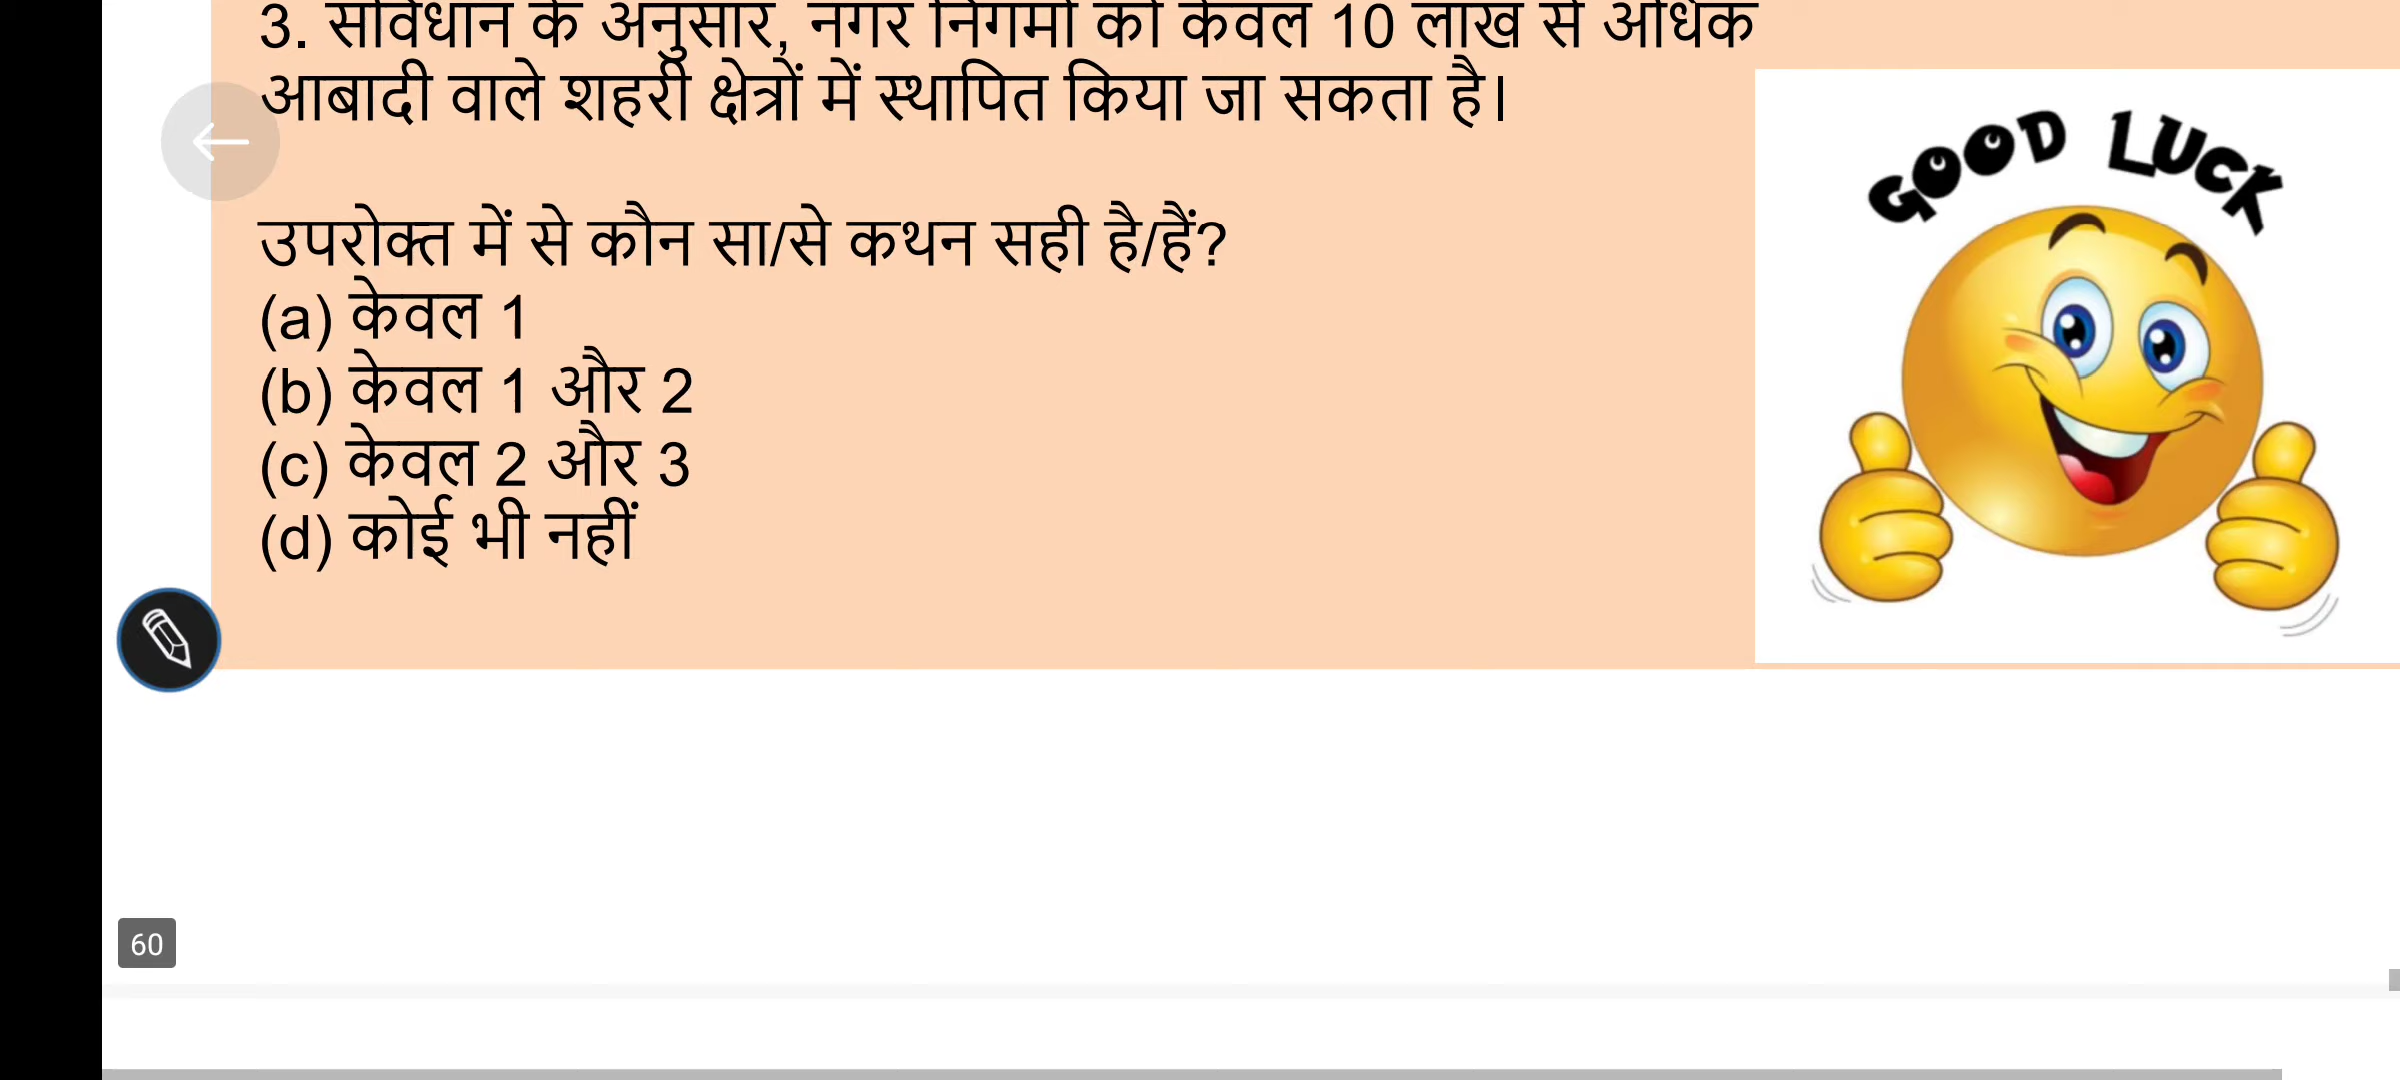 3. संविधान के अनुसार, नगर निगमों को केवल 10 लाख से अधिक
आबादी वाले शहरी क्षेत्रों में स्थापित किया जा सकता है।
GOOD LUCK
उपरोक्त में से कौन सा/से कथन सही है/हैं?
(a) केवल 1
(b) केवल 1 और 2
(c) केवल 2 और 3
(d) कोई भी नहीं
60